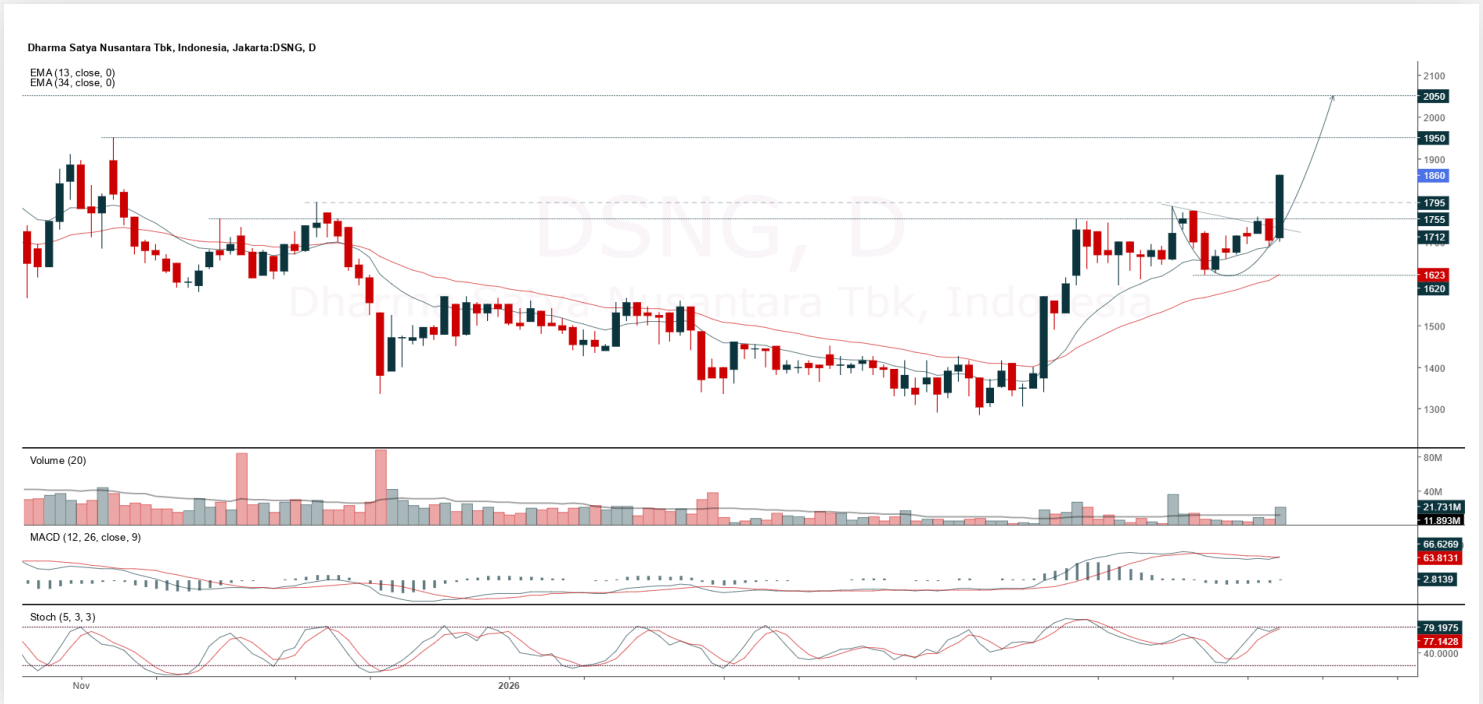 Dharma Satya Nusantara Tbk, Indonesia, Jakarta:DSNG, D
EMA (13, close, 0)
EMA (34, close, 0)
DSNG, D
Dharma Satya Nusantara Tbk, Indonesia
2100
2050
2000
1950
1900
1860
1795
1755
1712
1623
1620
1500
1400
1300
Volume (20)
80M
40M
21.731M
11.893M
MACD (12, 26, close, 9)
66.6269
63.8131
2.8139
Stoch (5, 3, 3)
79.1975
77.1428
40.0000
Nov
2026